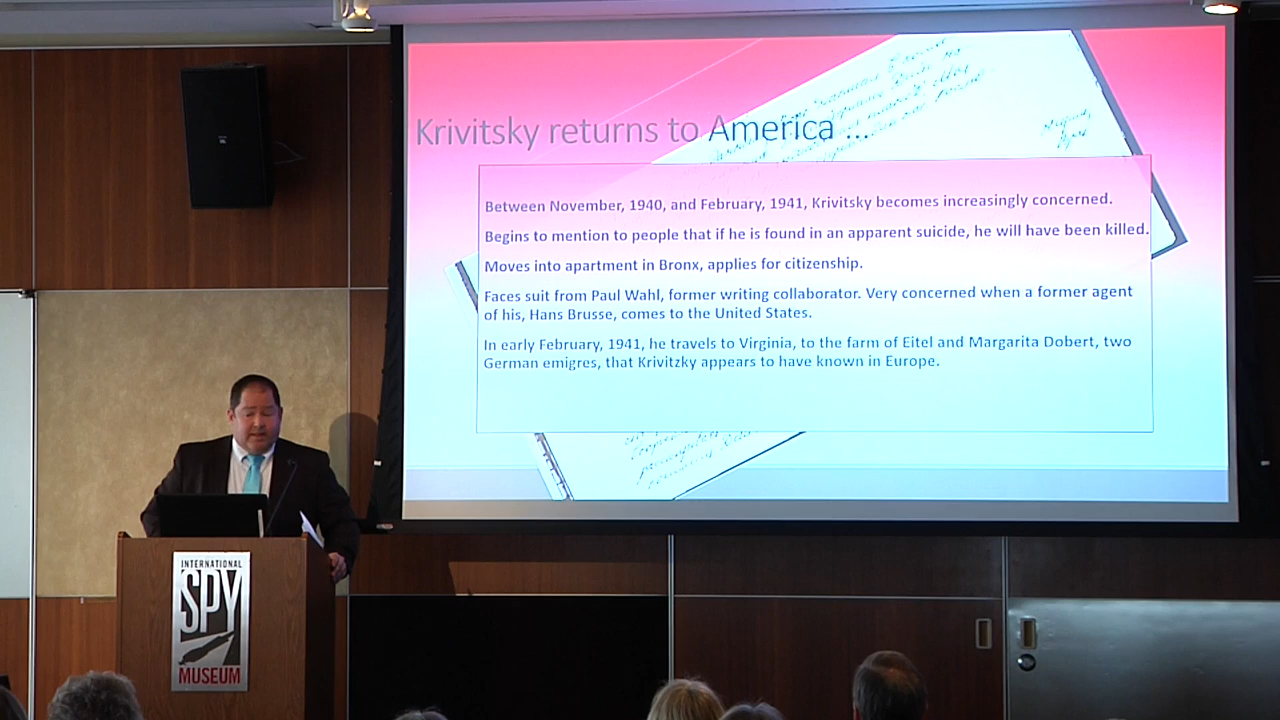 Krivitsky returns to America ...
Between November, 1940, and February, 1941, Krivitsky becomes increasingly concerned.
Begins to mention to people that if he is found in an apparent suicide, he will have been killed.
Moves into apartment in Bronx, applies for citizenship.
Faces suit from Paul Wahl, former writing collaborator. Very concerned when a former agent
of his, Hans Brusse, comes to the United States.
In early February, 1941, he travels to Virginia, to the farm of Eitel and Margarita Dobert, two
German emigres, that Krivitzky appears to have known in Europe.
INTERNATIONAL
SPY
MUSEUM